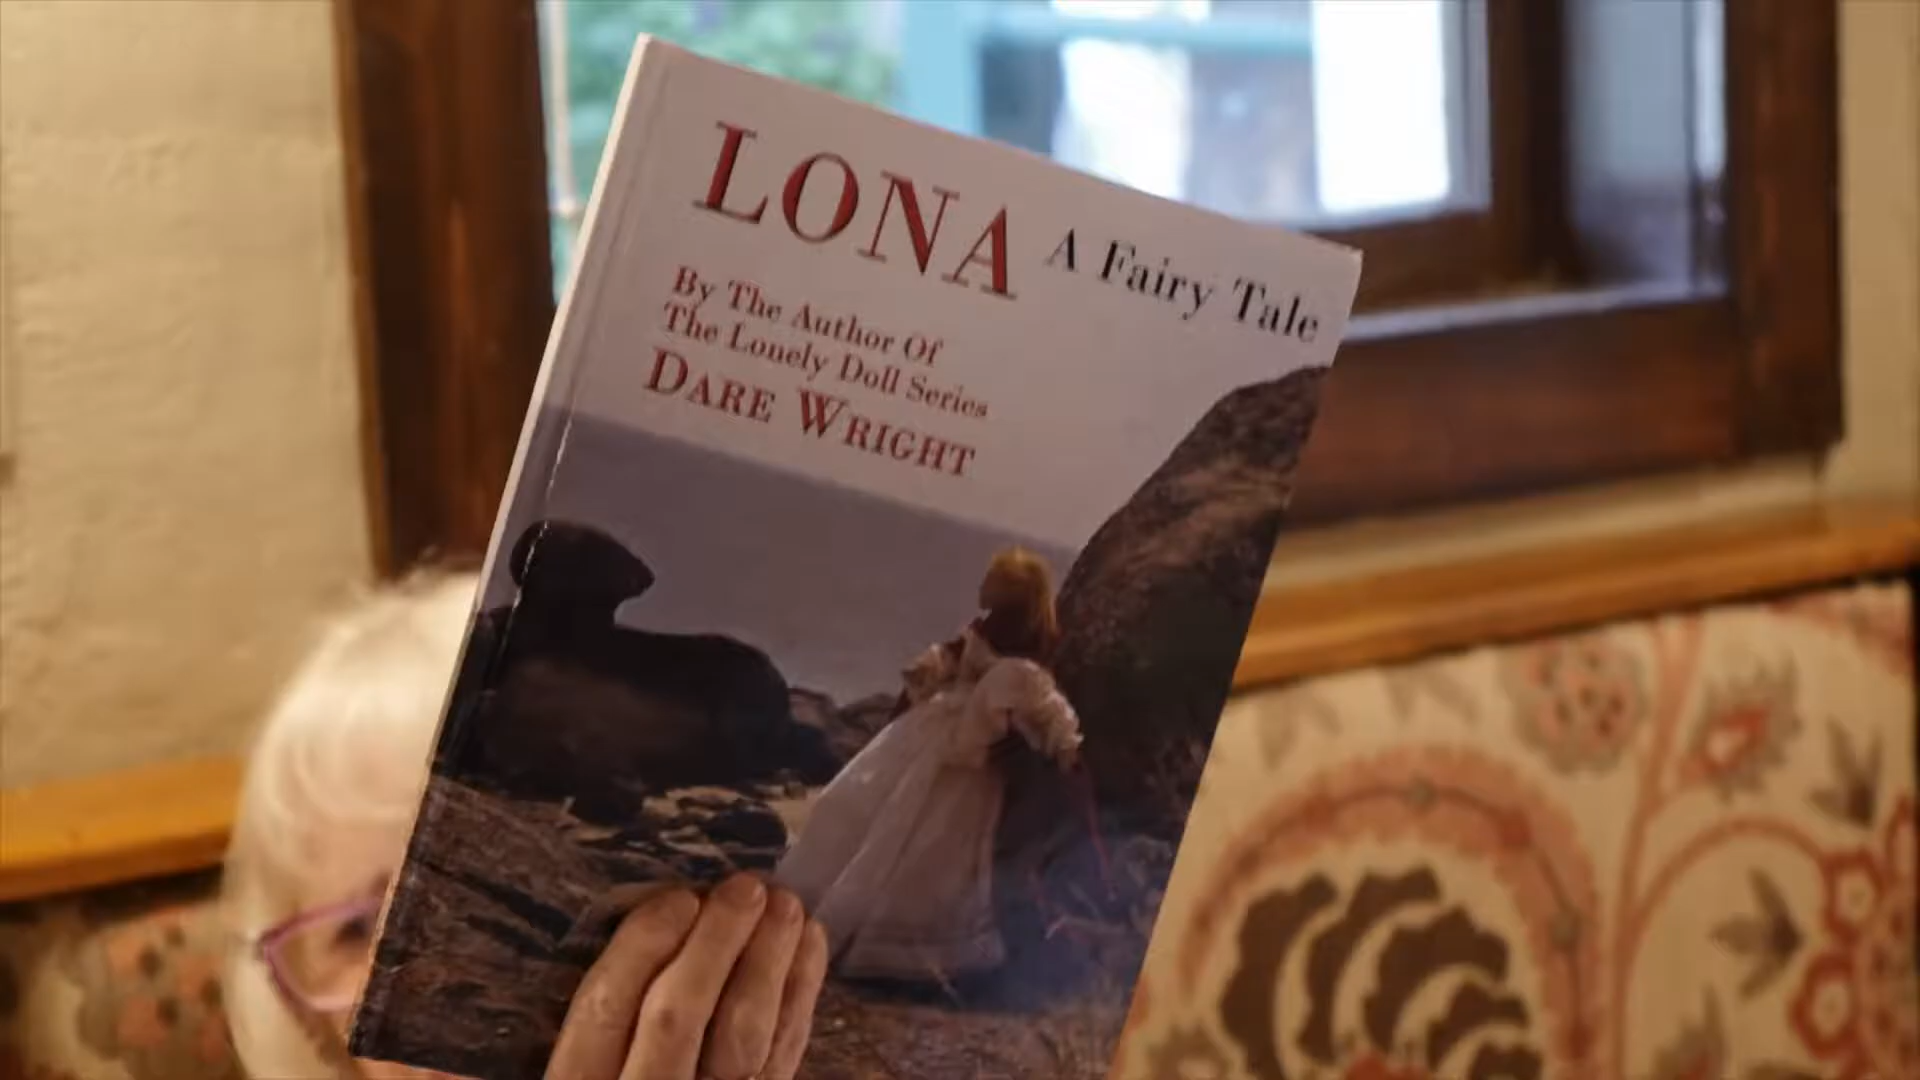 LONA A Fairy Tale
By The Author Of
The Lonely Doll Series
DARE WRIGHT